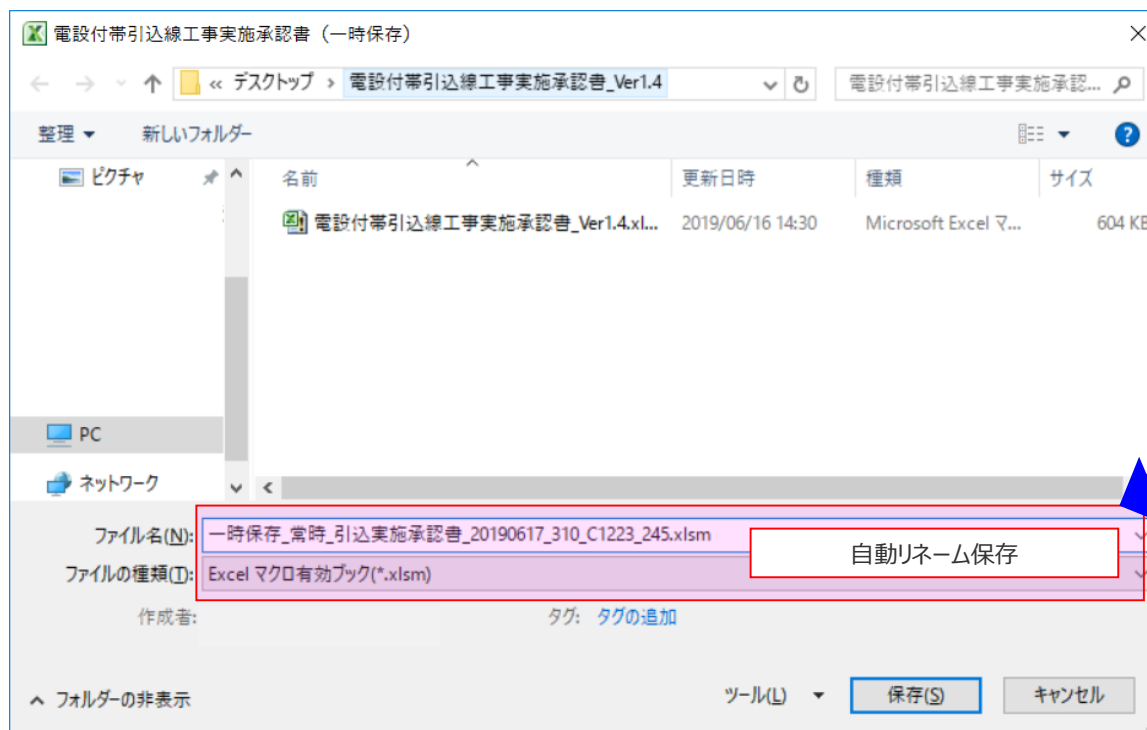 電設付帯引込線工事実施承認書（一時保存）
« デスクトップ › 電設付帯引込線工事実施承認書_Ver1.4
電設付帯引込線工事実施承認...
整理 新しいフォルダー
ピクチャ
名前 更新日時 種類 サイズ
電設付帯引込線工事実施承認書_Ver1.4.xl... 2019/06/16 14:30 Microsoft Excel マ... 604 KB
PC
ネットワーク
ファイル名(N): 一時保存_常時_引込実施承認書_20190617_310_C1223_245.xlsm
自動リネーム保存
ファイルの種類(T): Excel マクロ有効ブック(*.xlsm)
作成者: タグ: タグの追加
フォルダーの非表示 ツール(L) 保存(S) キャンセル